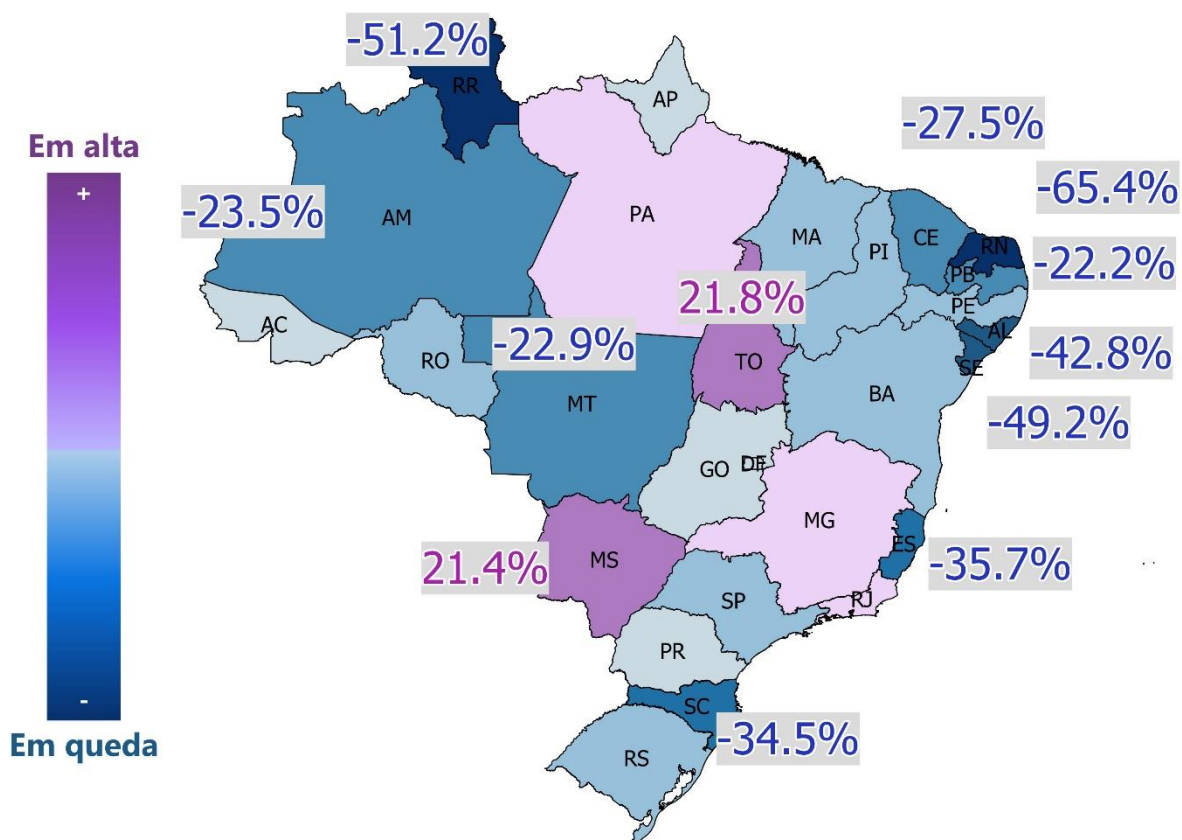 -51.2%
RR
AP
-27.5%
Em alta
+
-65.4%
-23.5%
AM
PA
MA
CE
RN
PI
PB
-22.2%
21.8%
PE
AC
AL
-22.9%
TO
-42.8%
RO
SE
MT
BA
-49.2%
GO
DF
MG
ES
21.4%
MS
-35.7%
SP
RJ
PR
-
SC
Em queda
-34.5%
RS